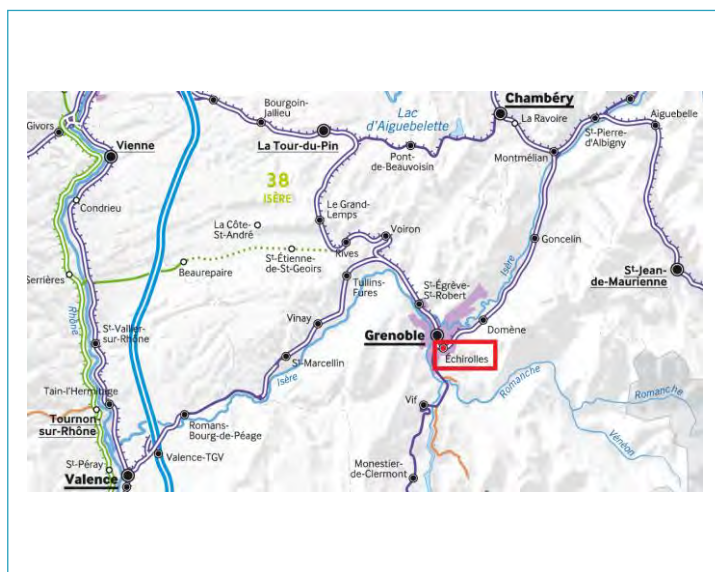 Chambéry
Bourgoin-
Jallieu
Lac
d'Aiguebelette
La Ravoire
Aiguebelle
Givors
Vienne
La Tour-du-Pin
St-Pierre-
d'Albigny
Pont-
de-Beauvoisin
Montmélian
38
ISÈRE
Condrieu
Le Grand-
Lemps
La Côte-
St-André
Voiron
Goncelin
Isère
Rives
St-Étienne-
de-St-Geoirs
Beaurepaire
St-Jean-
de-Maurienne
Serrières
Tullins-
Fures
St-Égrève-
St-Robert
Rhône
Vinay
Domène
St-Vallier-
sur-Rhône
Grenoble
Échirolles
St-Marcellin
Isère
Romanche
Romanche
Tain-l'Hermitage
Vif
Vénéon
Tournon-
sur-Rhône
Romans-
Bourg-de-Péage
Valence-TGV
St-Péray
Monestier-
de-Clermont
Valence